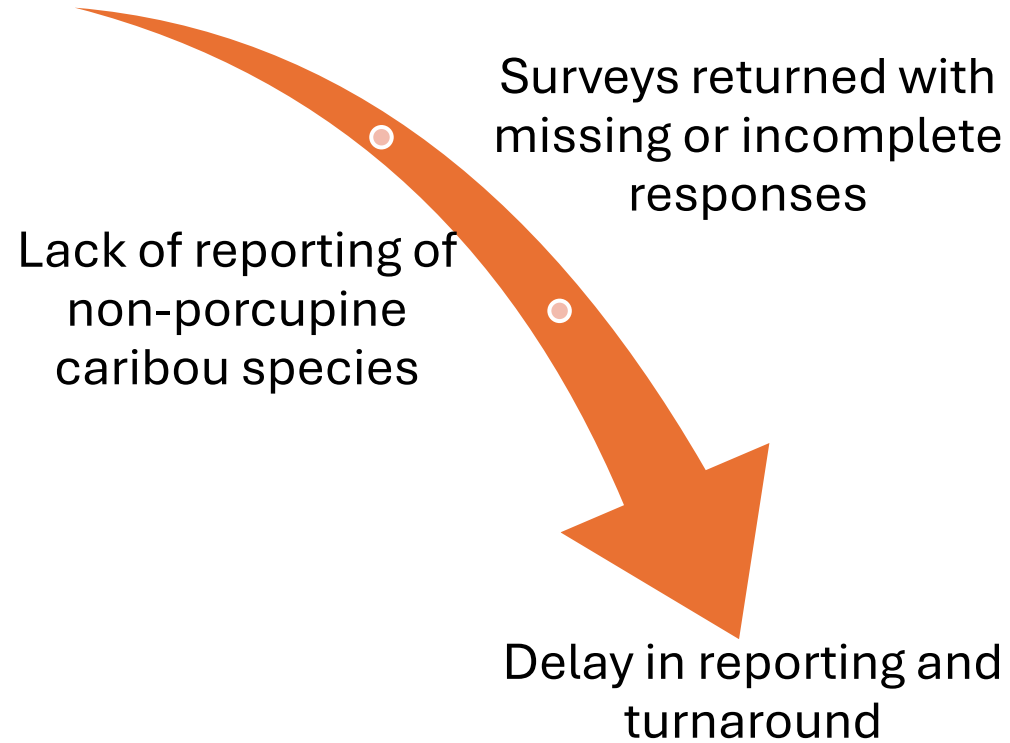 Surveys returned with
missing or incomplete
responses
Lack of reporting of
non-porcupine
caribou species
Delay in reporting and
turnaround